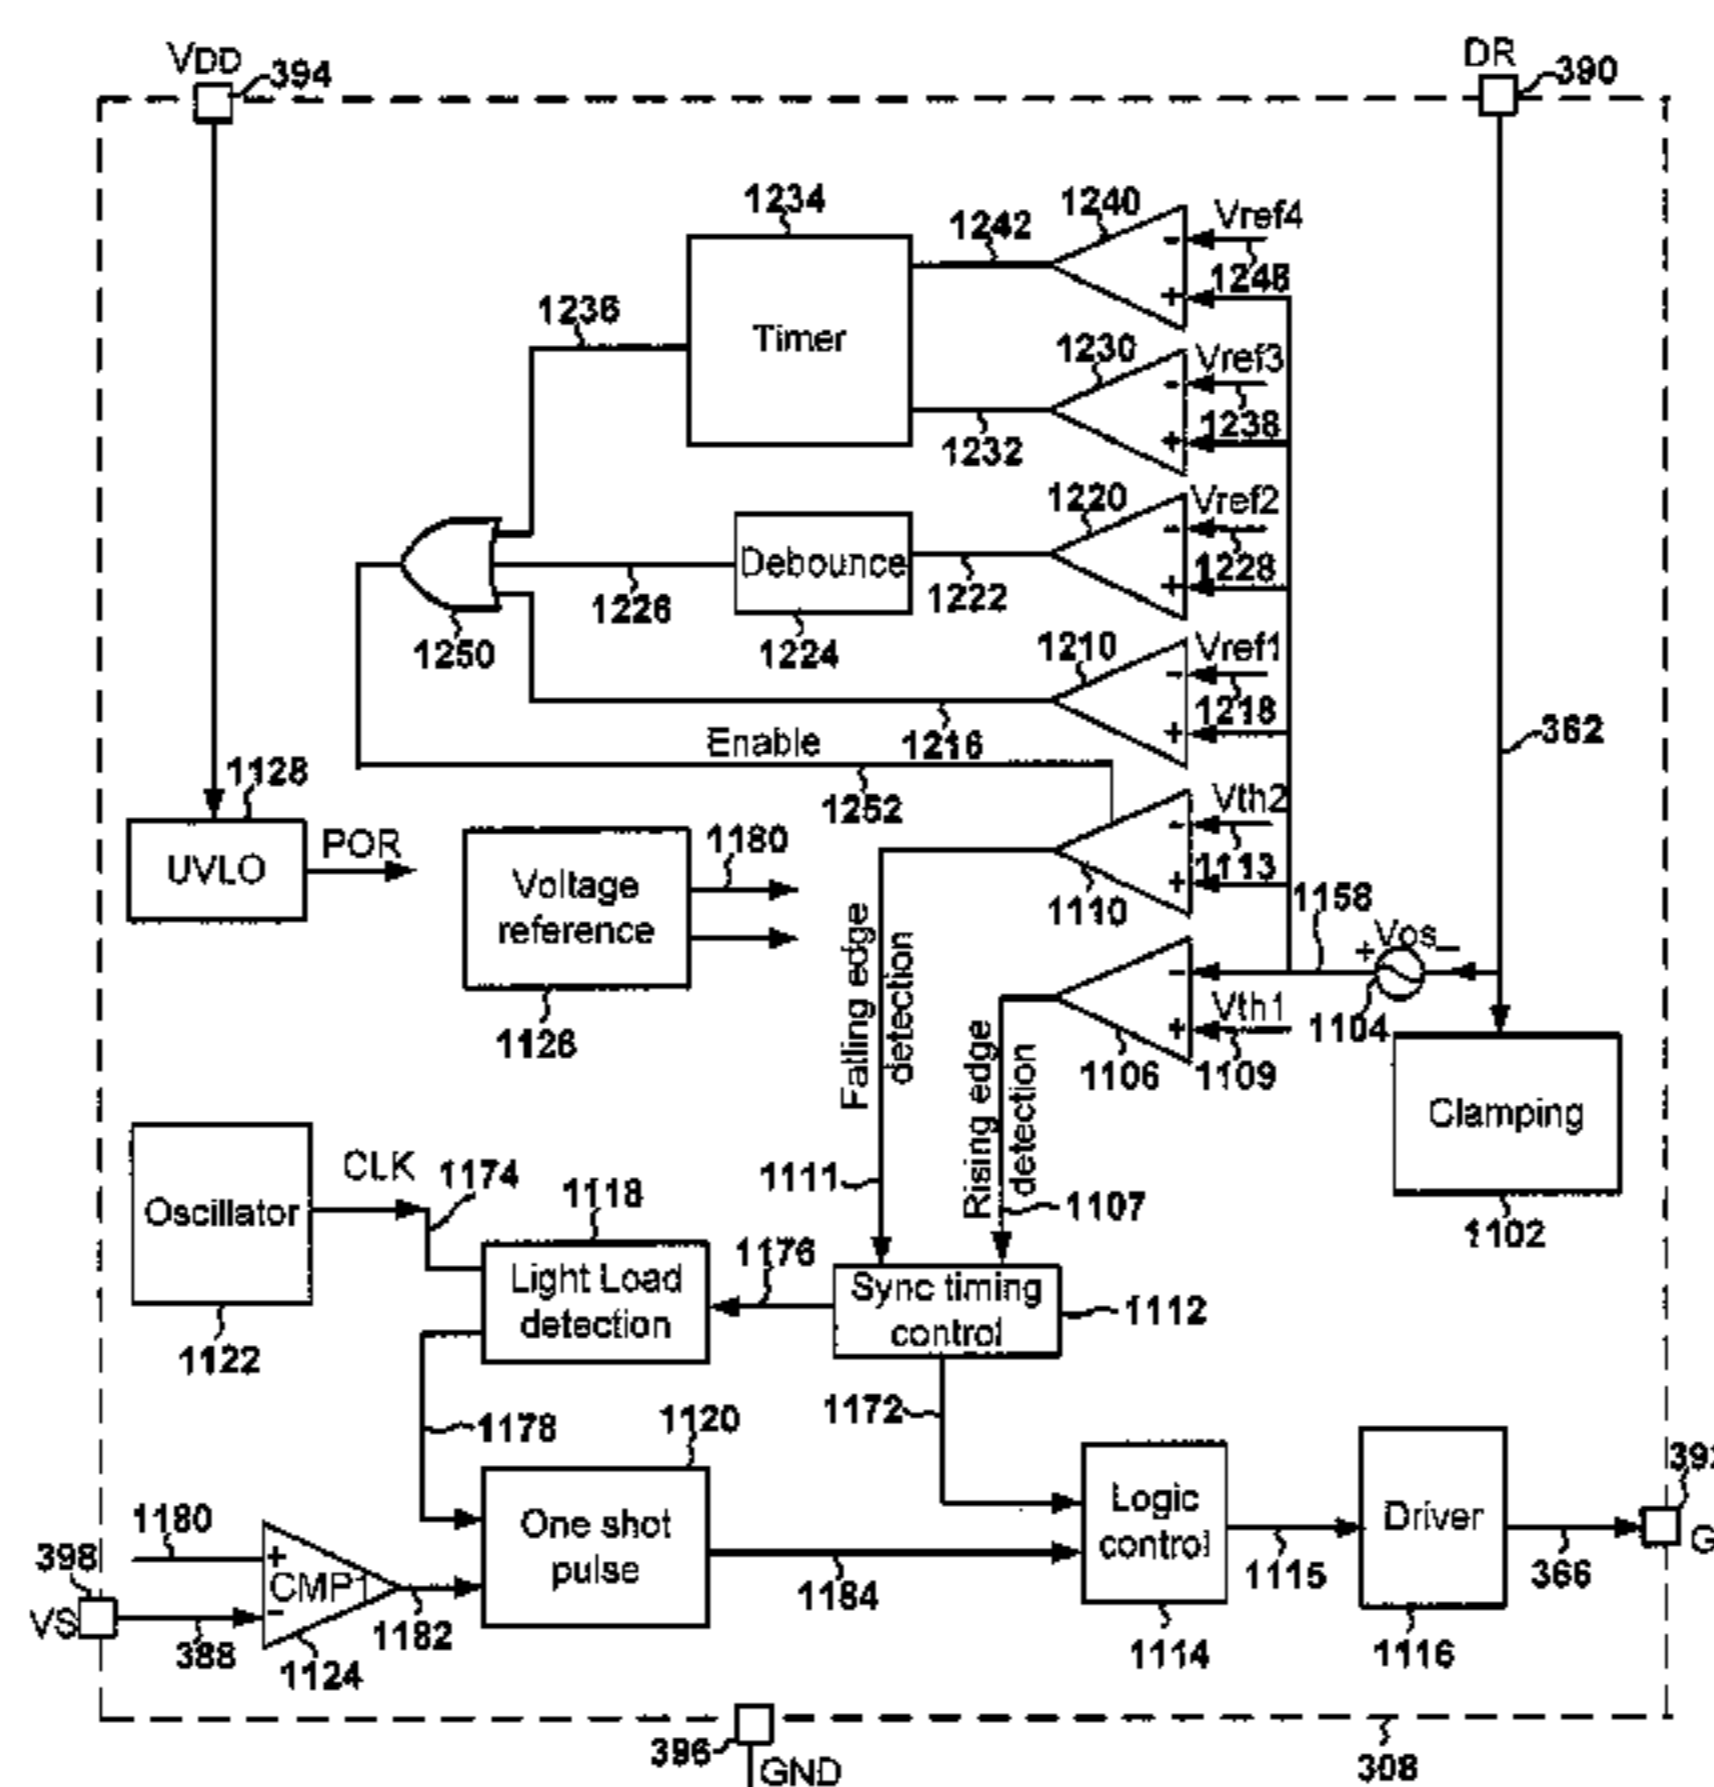 VDD
394
DR
390
1234
1240
Vref4
1242
1246
+
-
1236
Timer
1230
Vref3
-
1238
+
1232
1220
Vref2
-
1228
+
Debounce
1222
1226
1224
1250
1210
Vref1
-
1218
+
362
Enable
1216
1128
1252
Vth2
-
1113
+
UVLO
POR
1180
Voltage
reference
1110
1158
+ Vos -
1126
Falling edge
detection
-
Vth1
+
1104
1106
1109
Rising edge
detection
Clamping
Oscillator
CLK
1174
1118
1111
1107
1102
1176
Light Load
detection
Sync timing
control
1112
1122
1178
1120
1172
1180
398
+
CMP1
-
VS
388
1124
1182
One shot
pulse
1184
Logic
control
1115
Driver
366
G
1114
1116
396
GND
308